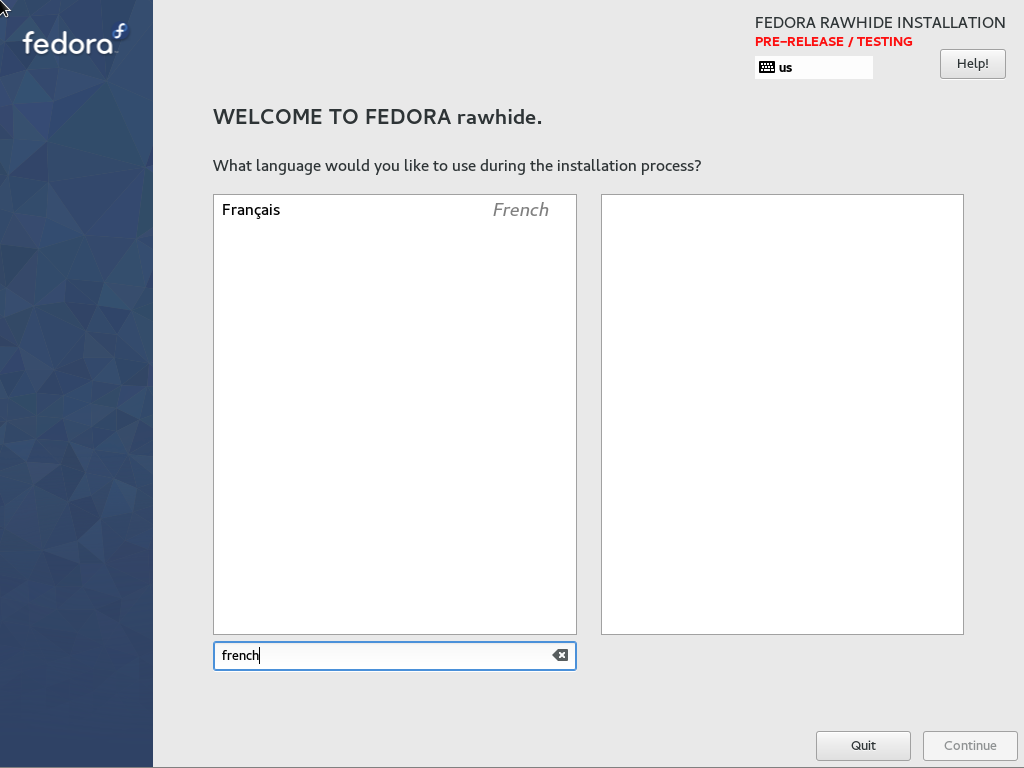 fedora
FEDORA RAWHIDE INSTALLATION
PRE-RELEASE / TESTING
us
Help!
WELCOME TO FEDORA rawhide.
What language would you like to use during the installation process?
Français French
french
Quit
Continue